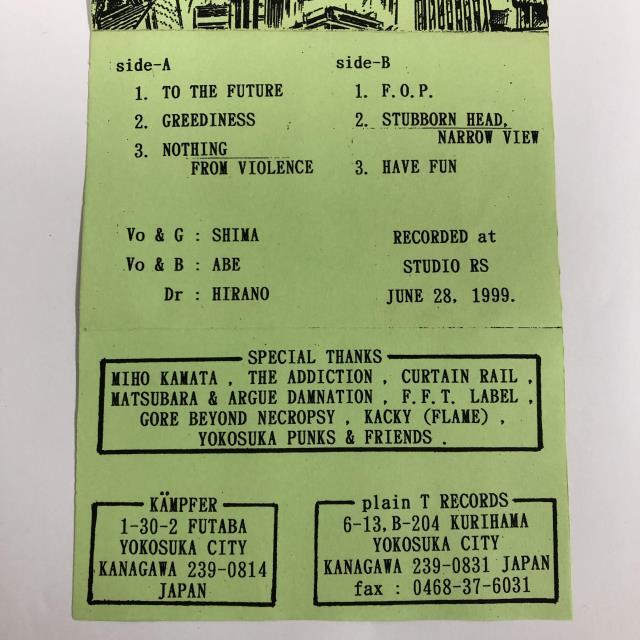 side-A
1. TO THE FUTURE
2. GREEDINESS
3. NOTHING
FROM VIOLENCE
side-B
1. F.O.P.
2. STUBBORN HEAD,
NARROW VIEW
3. HAVE FUN
Vo & G : SHIMA
Vo & B : ABE
Dr : HIRANO
RECORDED at
STUDIO RS
JUNE 28, 1999.
SPECIAL THANKS
MIHO KAMATA , THE ADDICTION , CURTAIN RAIL ,
MATSUBARA & ARGUE DAMNATION , F.F.T. LABEL ,
GORE BEYOND NECROPSY , KACKY (FLAME) ,
YOKOSUKA PUNKS & FRIENDS .
KÄMPFER
1-30-2 FUTABA
YOKOSUKA CITY
KANAGAWA 239-0814
JAPAN
plain T RECORDS
6-13,B-204 KURIHAMA
YOKOSUKA CITY
KANAGAWA 239-0831 JAPAN
fax : 0468-37-6031